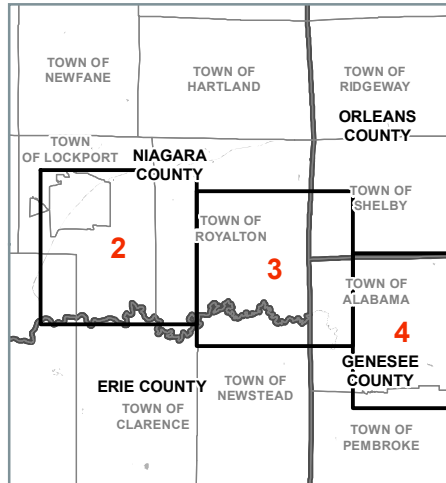 TOWN OF
NEWFANE
TOWN OF
HARTLAND
TOWN OF
RIDGEWAY
ORLEANS
COUNTY
TOWN
OF LOCKPORT
NIAGARA
COUNTY
TOWN OF
SHELBY
TOWN OF
ROYALTON
2
3
TOWN OF
ALABAMA
4
GENESEE
COUNTY
ERIE COUNTY
TOWN OF
NEWSTEAD
TOWN OF
CLARENCE
TOWN OF
PEMBROKE